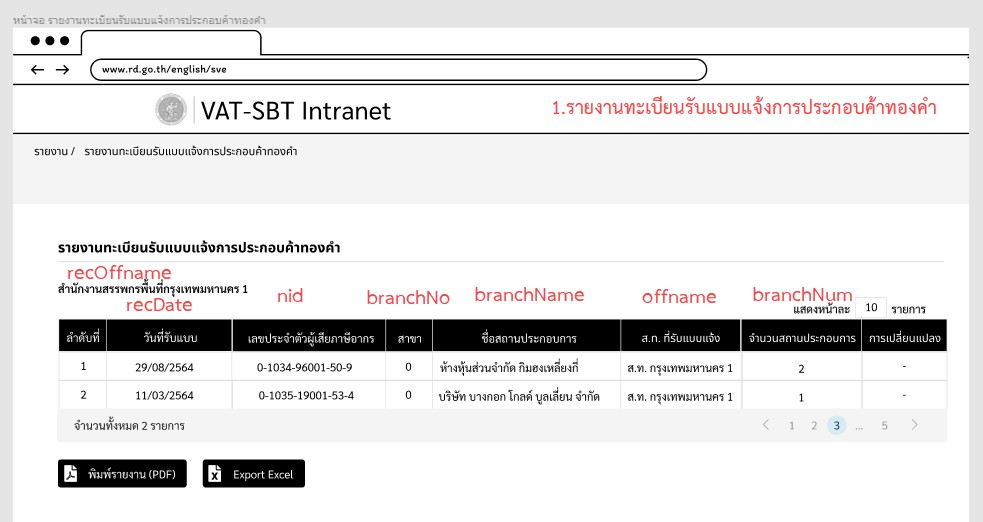 หน้าจอ รายงานทะเบียนรับแบบแจ้งการประกอบค้าทองคำ
www.rd.go.th/english/sve
VAT-SBT Intranet
1.รายงานทะเบียนรับแบบแจ้งการประกอบค้าทองคำ
รายงาน / รายงานทะเบียนรับแบบแจ้งการประกอบค้าทองคำ
รายงานทะเบียนรับแบบแจ้งการประกอบค้าทองคำ
recOffname
สำนักงานสรรพกรพื้นที่กรุงเทพมหานคร 1
recDate nid branchNo branchName offname branchNum
แสดงหน้าละ 10 รายการ
ลำดับที่ วันที่รับแบบ เลขประจำตัวผู้เสียภาษีอากร สาขา ชื่อสถานประกอบการ ส.ท. ที่รับแบบแจ้ง จำนวนสถานประกอบการ การเปลี่ยนแปลง
1 29/08/2564 0-1034-96001-50-9 0 ห้างหุ้นส่วนจำกัด กิมฮงเหลี่ยงกี่ ส.ท. กรุงเทพมหานคร 1 2 -
2 11/03/2564 0-1035-19001-53-4 0 บริษัท บางกอก โกลด์ บูลเลี่ยน จำกัด ส.ท. กรุงเทพมหานคร 1 1 -
จำนวนทั้งหมด 2 รายการ
< 1 2 3 ... 5 >
พิมพ์รายงาน (PDF) Export Excel